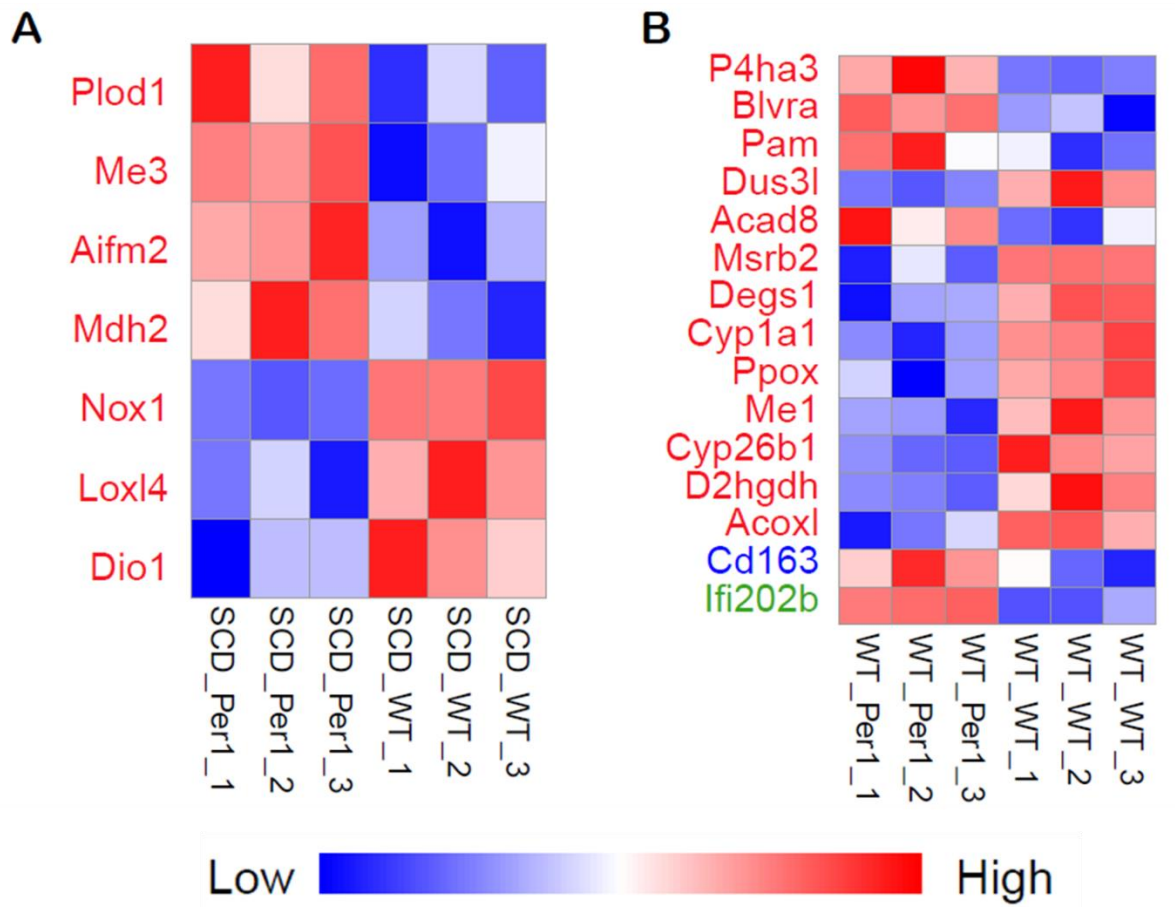 A
Plod1
Me3
Aifm2
Mdh2
Nox1
Loxl4
Dio1
SCD_Per1_1
SCD_Per1_2
SCD_Per1_3
SCD_WT_1
SCD_WT_2
SCD_WT_3
B
P4ha3
Blvra
Pam
Dus3l
Acad8
Msrb2
Degs1
Cyp1a1
Ppox
Me1
Cyp26b1
D2hgdh
Acoxl
Cd163
Ifi202b
WT_Per1_1
WT_Per1_2
WT_Per1_3
WT_WT_1
WT_WT_2
WT_WT_3
Low
High